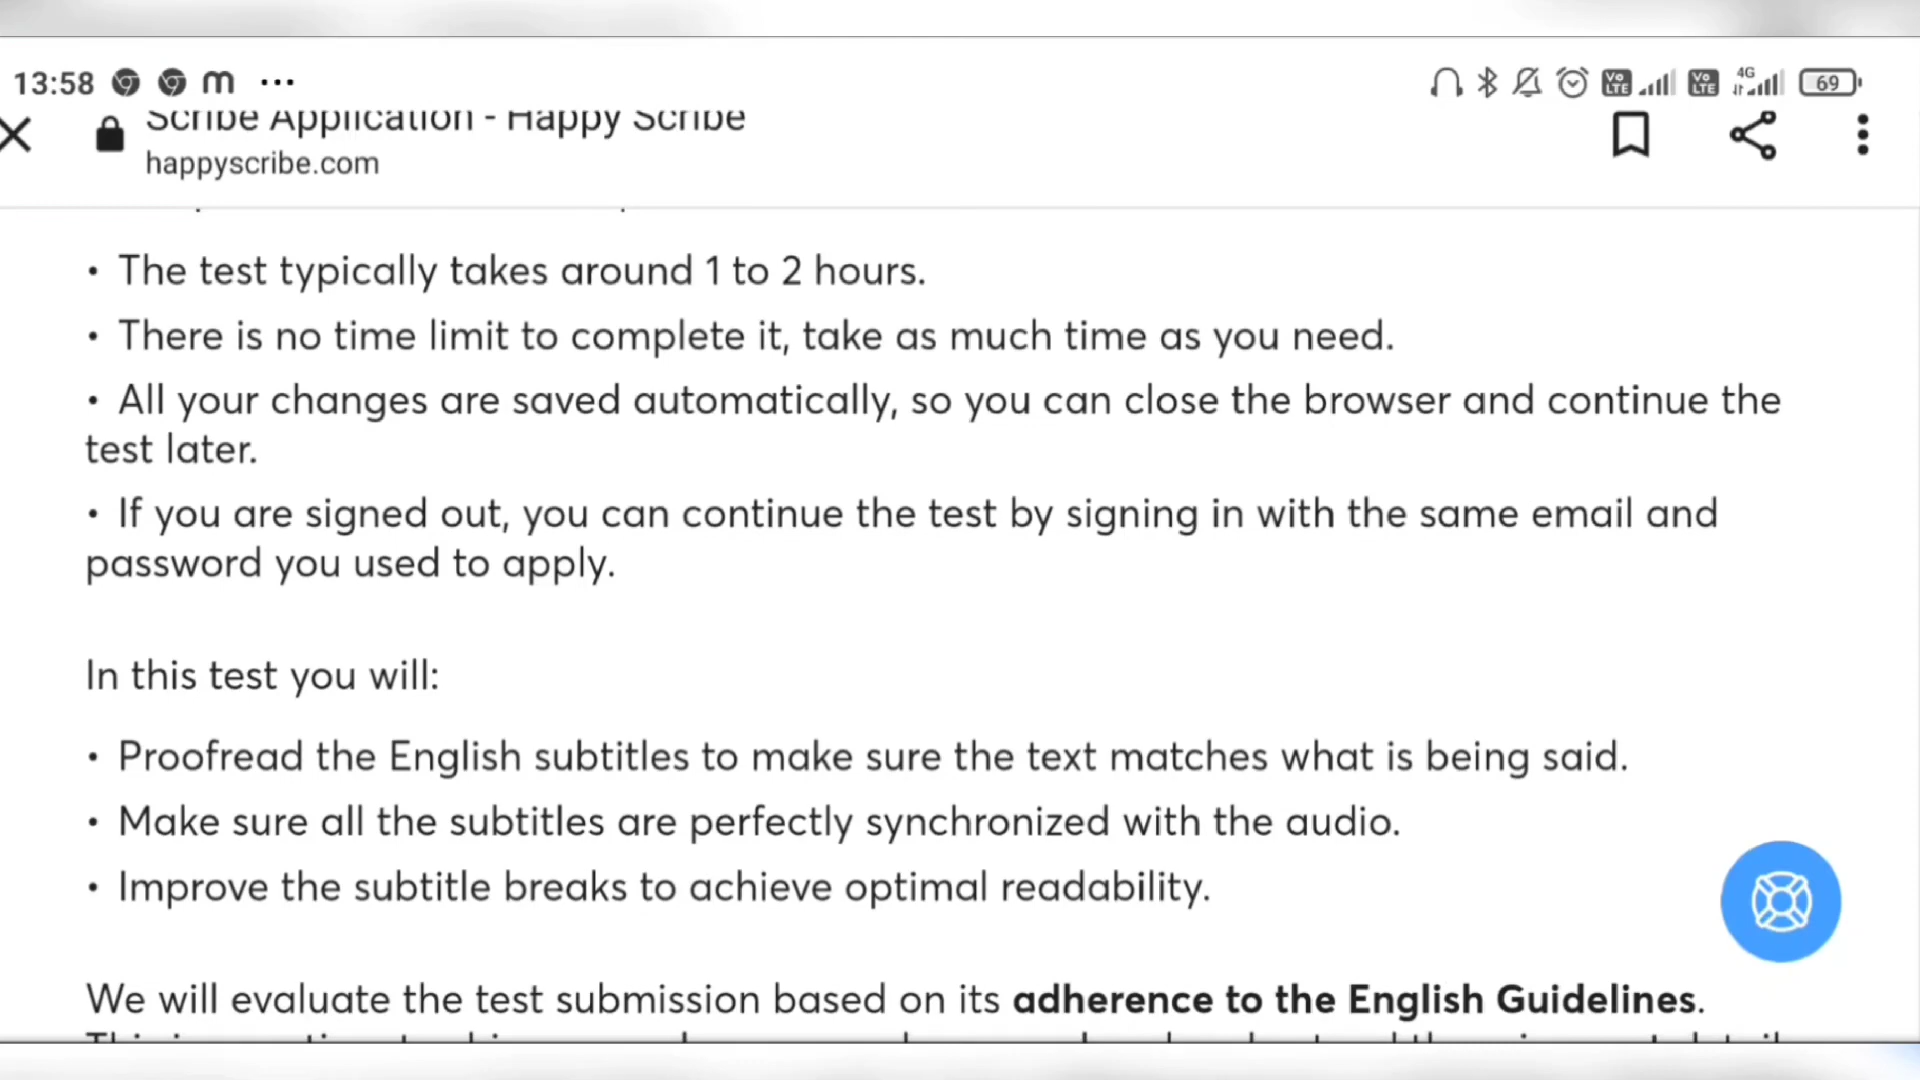 13:58 m ...
Vo LTE Vo LTE 4G 69
Scribe Application - Happy Scribe
happyscribe.com
• The test typically takes around 1 to 2 hours.
• There is no time limit to complete it, take as much time as you need.
• All your changes are saved automatically, so you can close the browser and continue the
test later.
• If you are signed out, you can continue the test by signing in with the same email and
password you used to apply.
In this test you will:
• Proofread the English subtitles to make sure the text matches what is being said.
• Make sure all the subtitles are perfectly synchronized with the audio.
• Improve the subtitle breaks to achieve optimal readability.
We will evaluate the test submission based on its adherence to the English Guidelines.